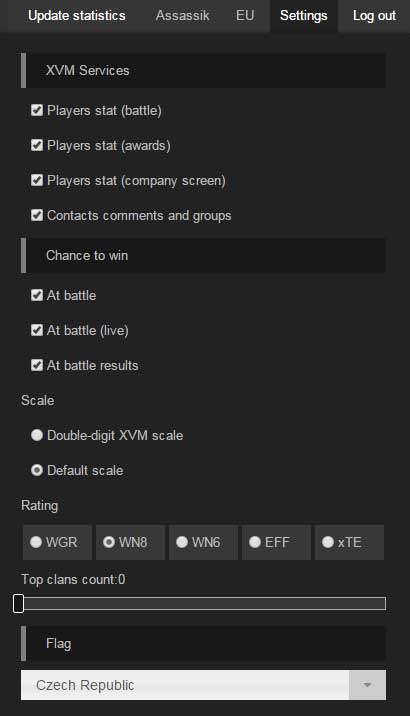 Update statistics Assassik EU Settings Log out
XVM Services
Players stat (battle)
Players stat (awards)
Players stat (company screen)
Contacts comments and groups
Chance to win
At battle
At battle (live)
At battle results
Scale
Double-digit XVM scale
Default scale
Rating
WGR WN8 WN6 EFF xTE
Top clans count:0
Flag
Czech Republic